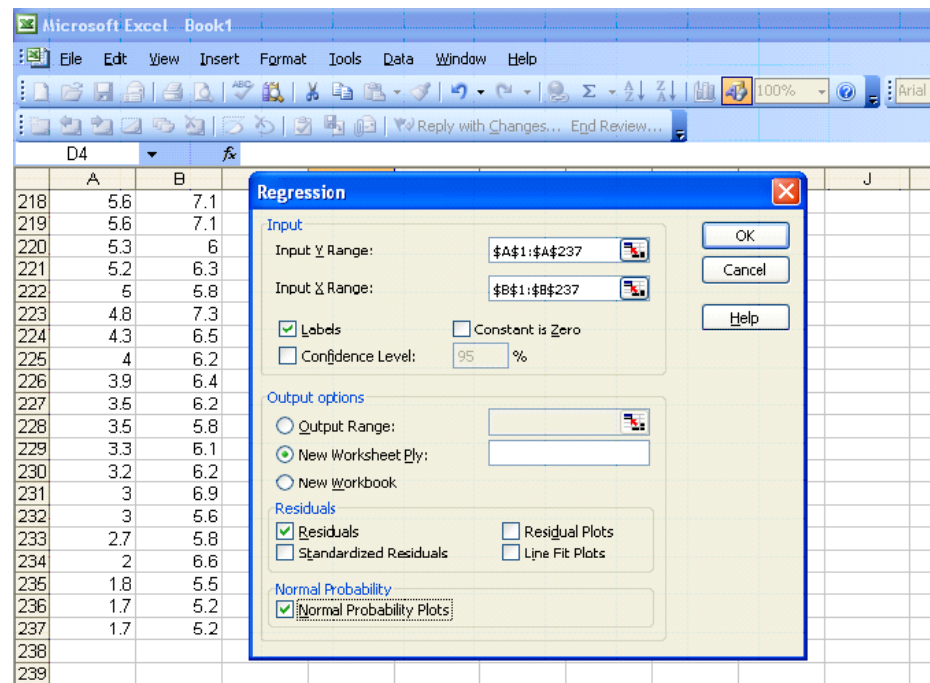 Microsoft Excel Book1
File Edit View Insert Format Tools Data Window Help
ABC Σ A Z Z A 100% ? Arial
Reply with Changes... End Review...
D4 fx
A B J
218 5.6 7.1
219 5.6 7.1
220 5.3 6
221 5.2 6.3
222 5 5.8
223 4.8 7.3
224 4.3 6.5
225 4 6.2
226 3.9 6.4
227 3.5 6.2
228 3.5 5.8
229 3.3 6.1
230 3.2 6.2
231 3 6.9
232 3 5.6
233 2.7 5.8
234 2 6.6
235 1.8 5.5
236 1.7 5.2
237 1.7 5.2
238
239
Regression
Input
Input Y Range: $A$1:$A$237
Input X Range: $B$1:$B$237
Labels Constant is Zero
Confidence Level: 95 %
OK
Cancel
Help
Output options
Output Range:
New Worksheet Ply:
New Workbook
Residuals
Residuals Residual Plots
Standardized Residuals Line Fit Plots
Normal Probability
Normal Probability Plots